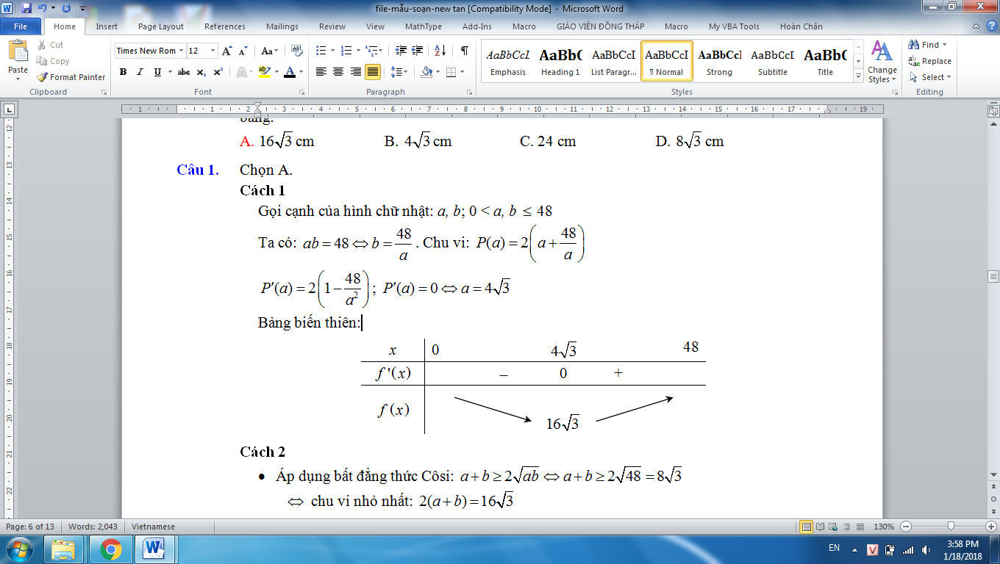 file-mẫu-soạn-new tan [Compatibility Mode] - Microsoft Word
File Home Insert Page Layout References Mailings Review View MathType Add-Ins Macro GIÁO VIÊN ĐỒNG THÁP Macro My VBA Tools Hoàn Chân
Paste
Cut
Copy
Format Painter
Clipboard
Times New Rom 12
Font
Paragraph
AaBbCcI AaBbC AaBbCcI AaBbCcI AaBbCcI AaBbCcI AaBbC
Emphasis Heading 1 List Paragr... ¶ Normal Strong Subtitle Title
Change Styles
Styles
Find
Replace
Select
Editing
bằng:
A. 16√3 cm B. 4√3 cm C. 24 cm D. 8√3 cm
Câu 1. Chọn A.
Cách 1
Gọi cạnh của hình chữ nhật: a, b; 0 < a, b ≤ 48
Ta có: ab = 48 ⇔ b = 48/a . Chu vi: P(a) = 2(a + 48/a)
P′(a) = 2(1 − 48/a²); P′(a) = 0 ⇔ a = 4√3
Bảng biến thiên:
x 0 4√3 48
f '(x) – 0 +
f (x)
16√3
Cách 2
• Áp dụng bất đẳng thức Côsi: a + b ≥ 2√ab ⇔ a + b ≥ 2√48 = 8√3
⇔ chu vi nhỏ nhất: 2(a + b) = 16√3
Page: 6 of 13 Words: 2,043 Vietnamese 130%
EN 3:58 PM
1/18/2018